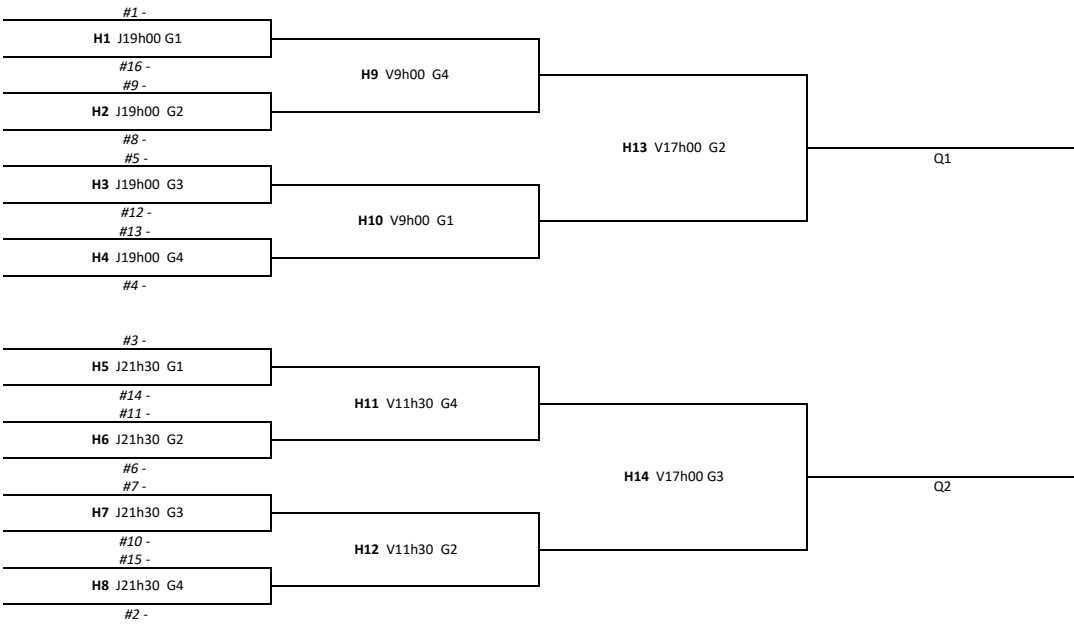 #1 -
H1 J19h00 G1
#16 -
#9 -
H9 V9h00 G4
H2 J19h00 G2
#8 -
#5 -
H13 V17h00 G2
Q1
H3 J19h00 G3
#12 -
#13 -
H10 V9h00 G1
H4 J19h00 G4
#4 -
#3 -
H5 J21h30 G1
#14 -
#11 -
H11 V11h30 G4
H6 J21h30 G2
#6 -
#7 -
H14 V17h00 G3
Q2
H7 J21h30 G3
#10 -
#15 -
H12 V11h30 G2
H8 J21h30 G4
#2 -